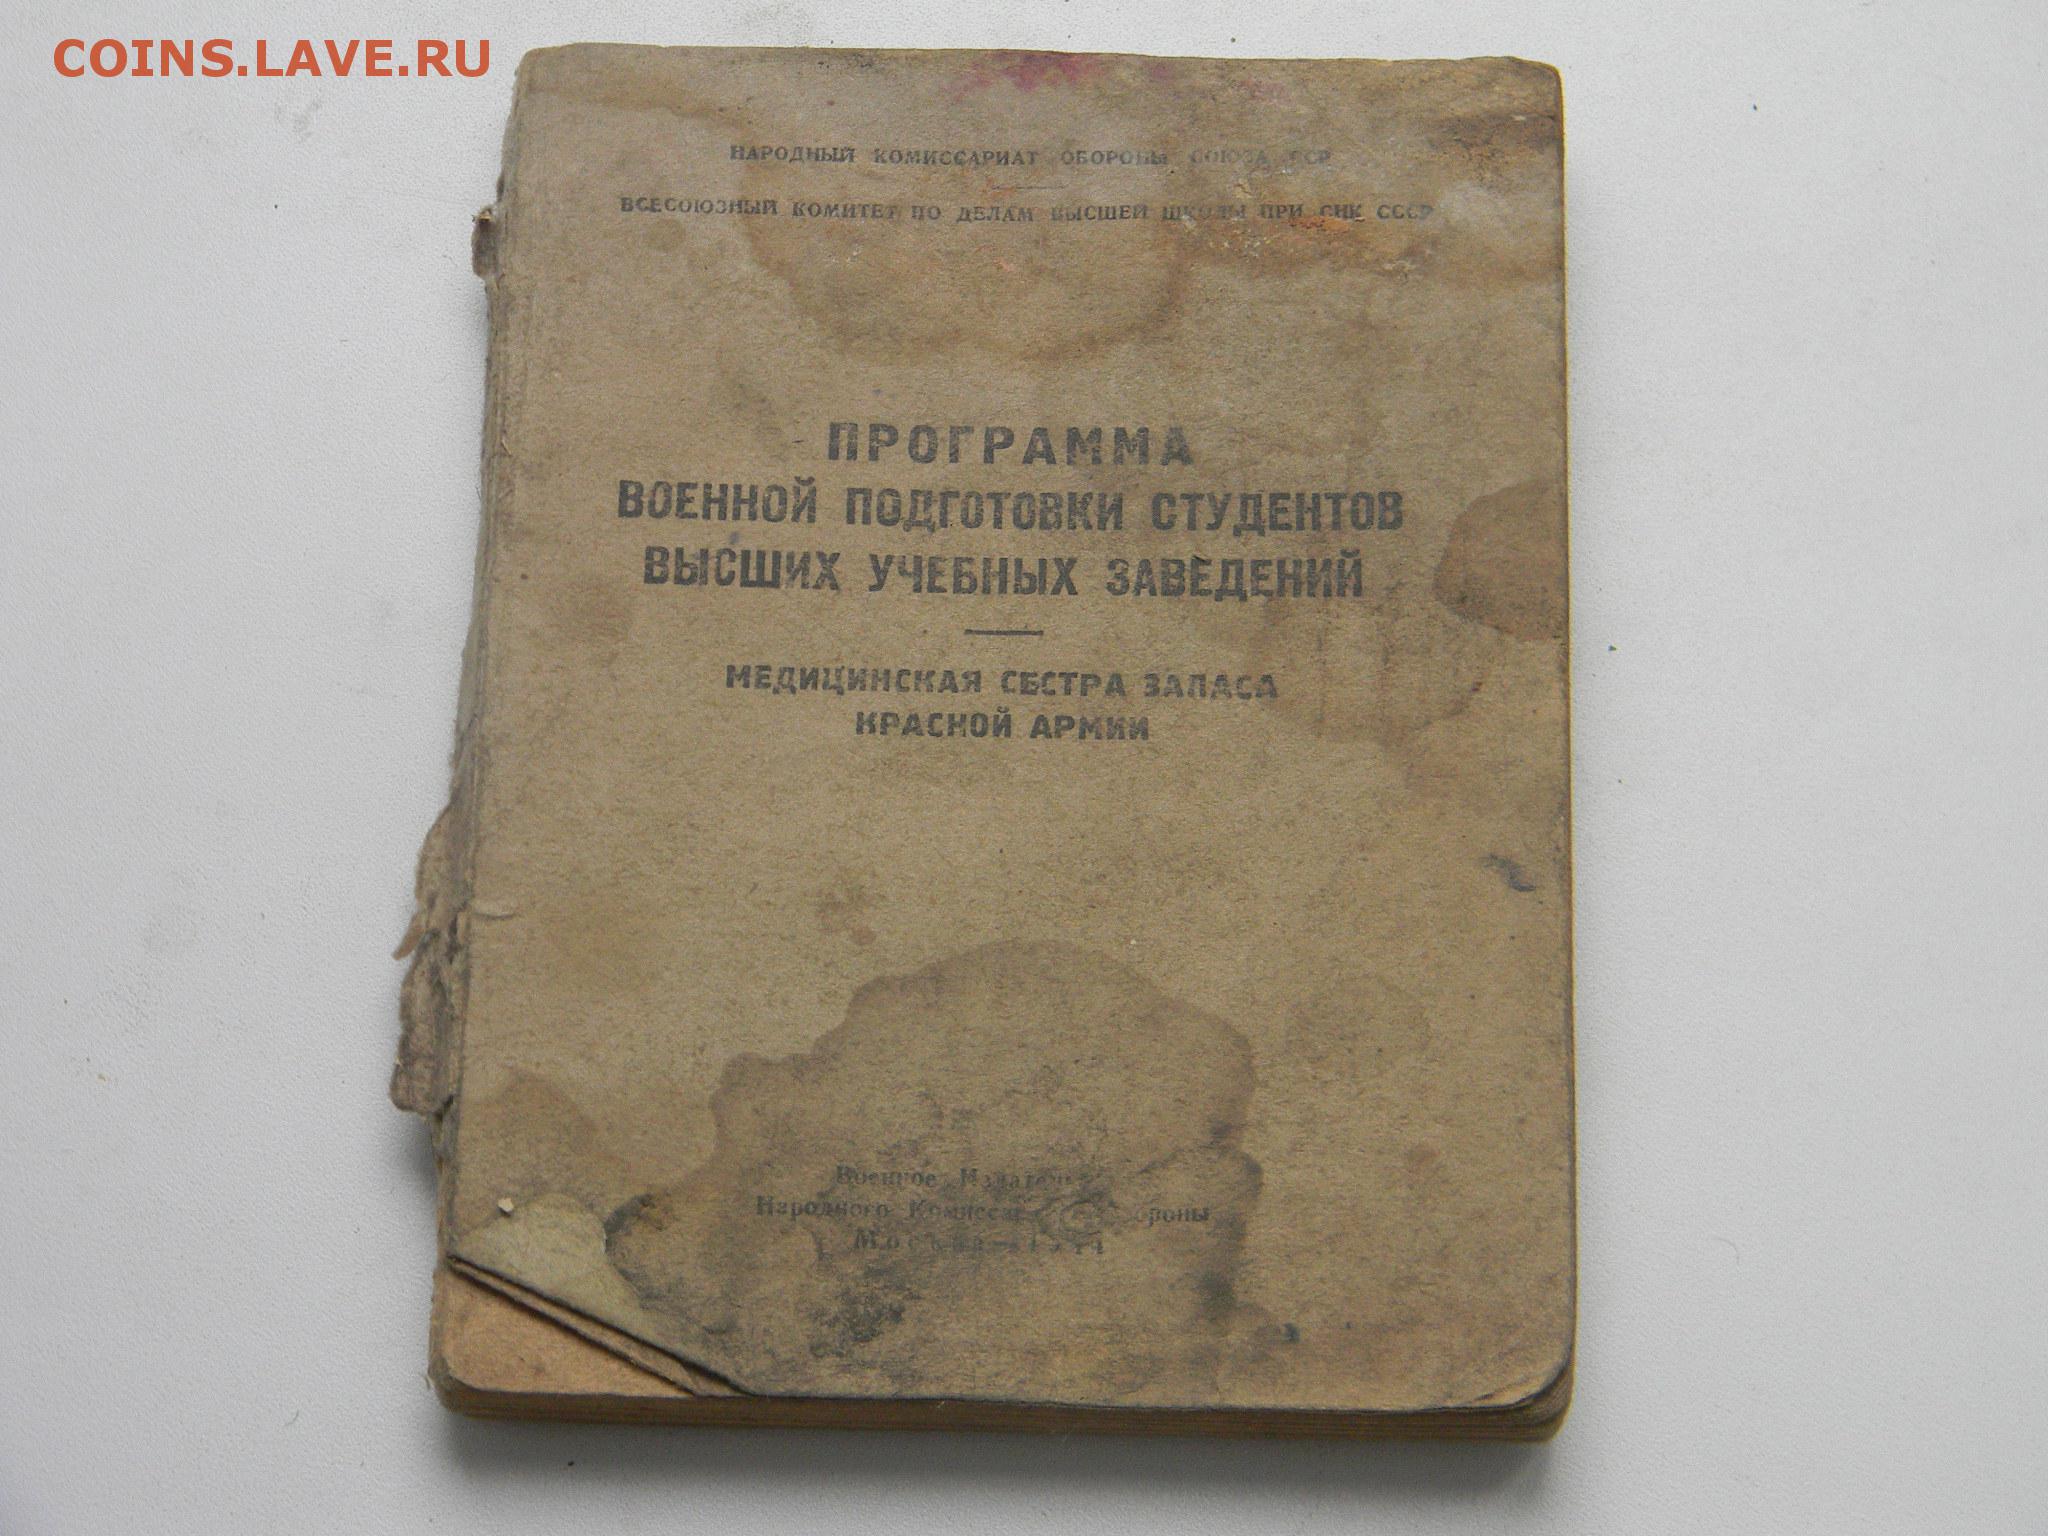 COINS.LAVE.RU
НАРОДНЫЙ КОМИССАРИАТ ОБОРОНЫ СОЮЗА ССР
ВСЕСОЮЗНЫЙ КОМИТЕТ ПО ДЕЛАМ ВЫСШЕЙ ШКОЛЫ ПРИ СНК СССР
ПРОГРАММА
ВОЕННОЙ ПОДГОТОВКИ СТУДЕНТОВ
ВЫСШИХ УЧЕБНЫХ ЗАВЕДЕНИЙ
МЕДИЦИНСКАЯ СЕСТРА ЗАПАСА
КРАСНОЙ АРМИИ
Военное
Народного
Москва